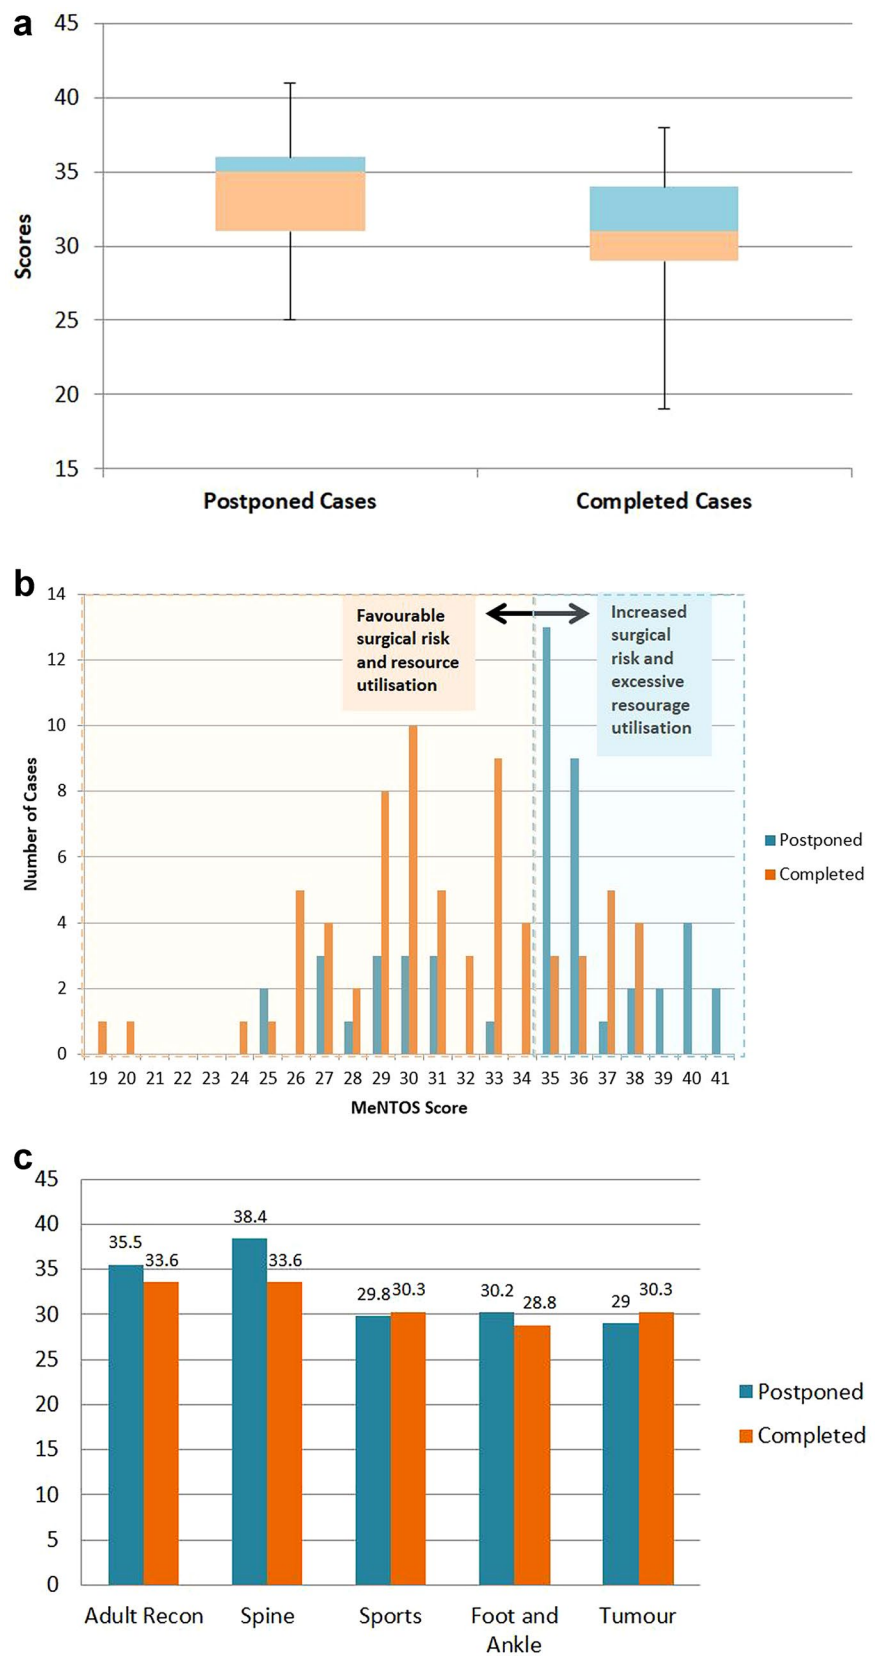 a
45
40
35
30
25
20
15
Scores
Postponed Cases
Completed Cases
b
14
12
10
8
6
4
2
0
Number of Cases
Favourable
surgical risk
and resource
utilisation
Increased
surgical
risk and
excessive
resourage
utilisation
Postponed
Completed
19 20 21 22 23 24 25 26 27 28 29 30 31 32 33 34 35 36 37 38 39 40 41
MeNTOS Score
c
45
40
35
30
25
20
15
10
5
0
35.5
33.6
38.4
33.6
29.8
30.3
30.2
28.8
29
30.3
Postponed
Completed
Adult Recon
Spine
Sports
Foot and
Ankle
Tumour